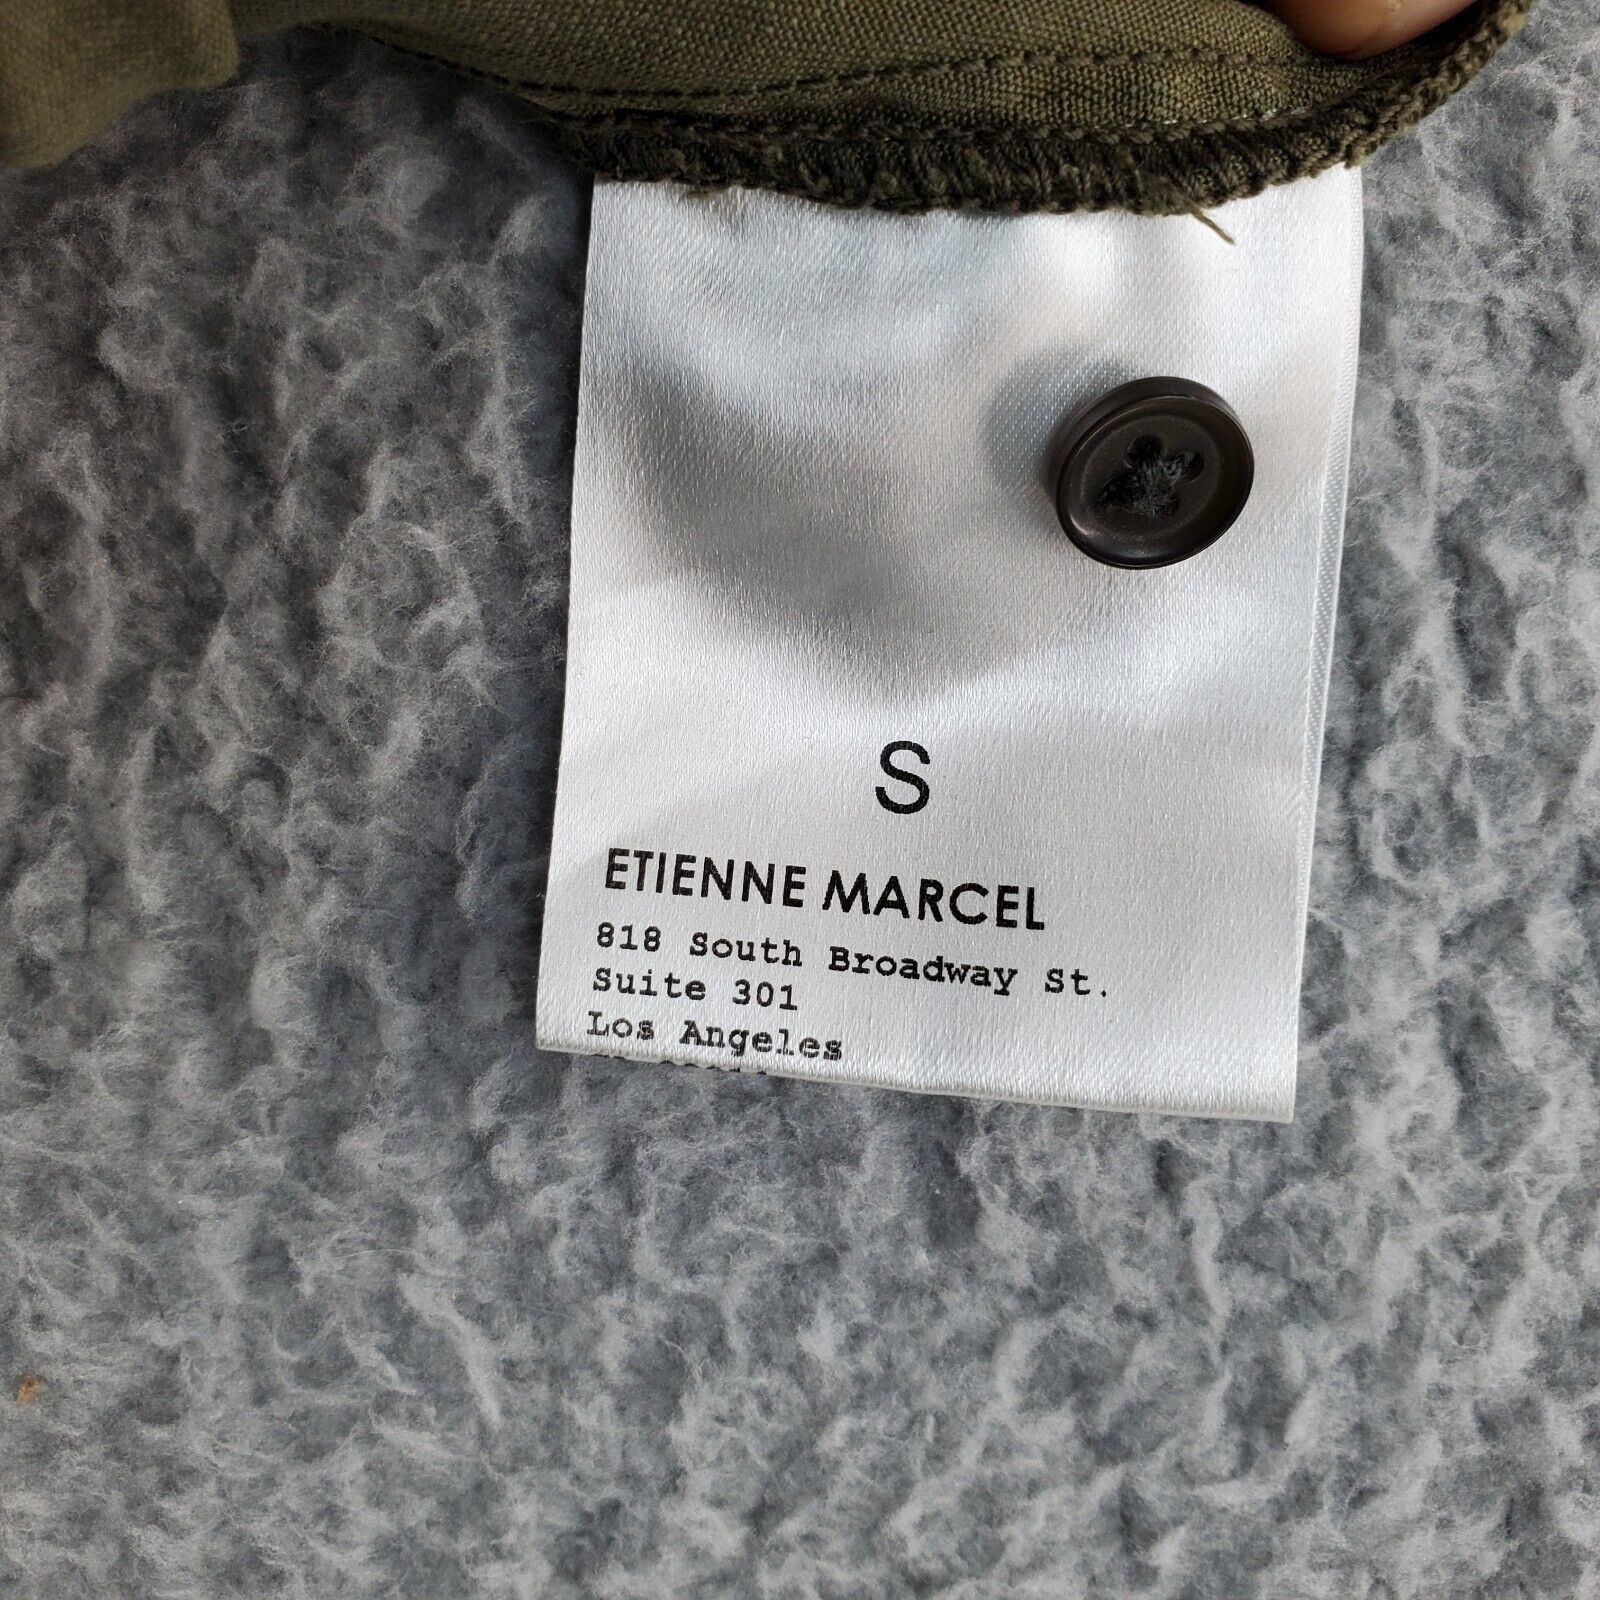 S
ETIENNE MARCEL
818 South Broadway St.
Suite 301
Los Angeles